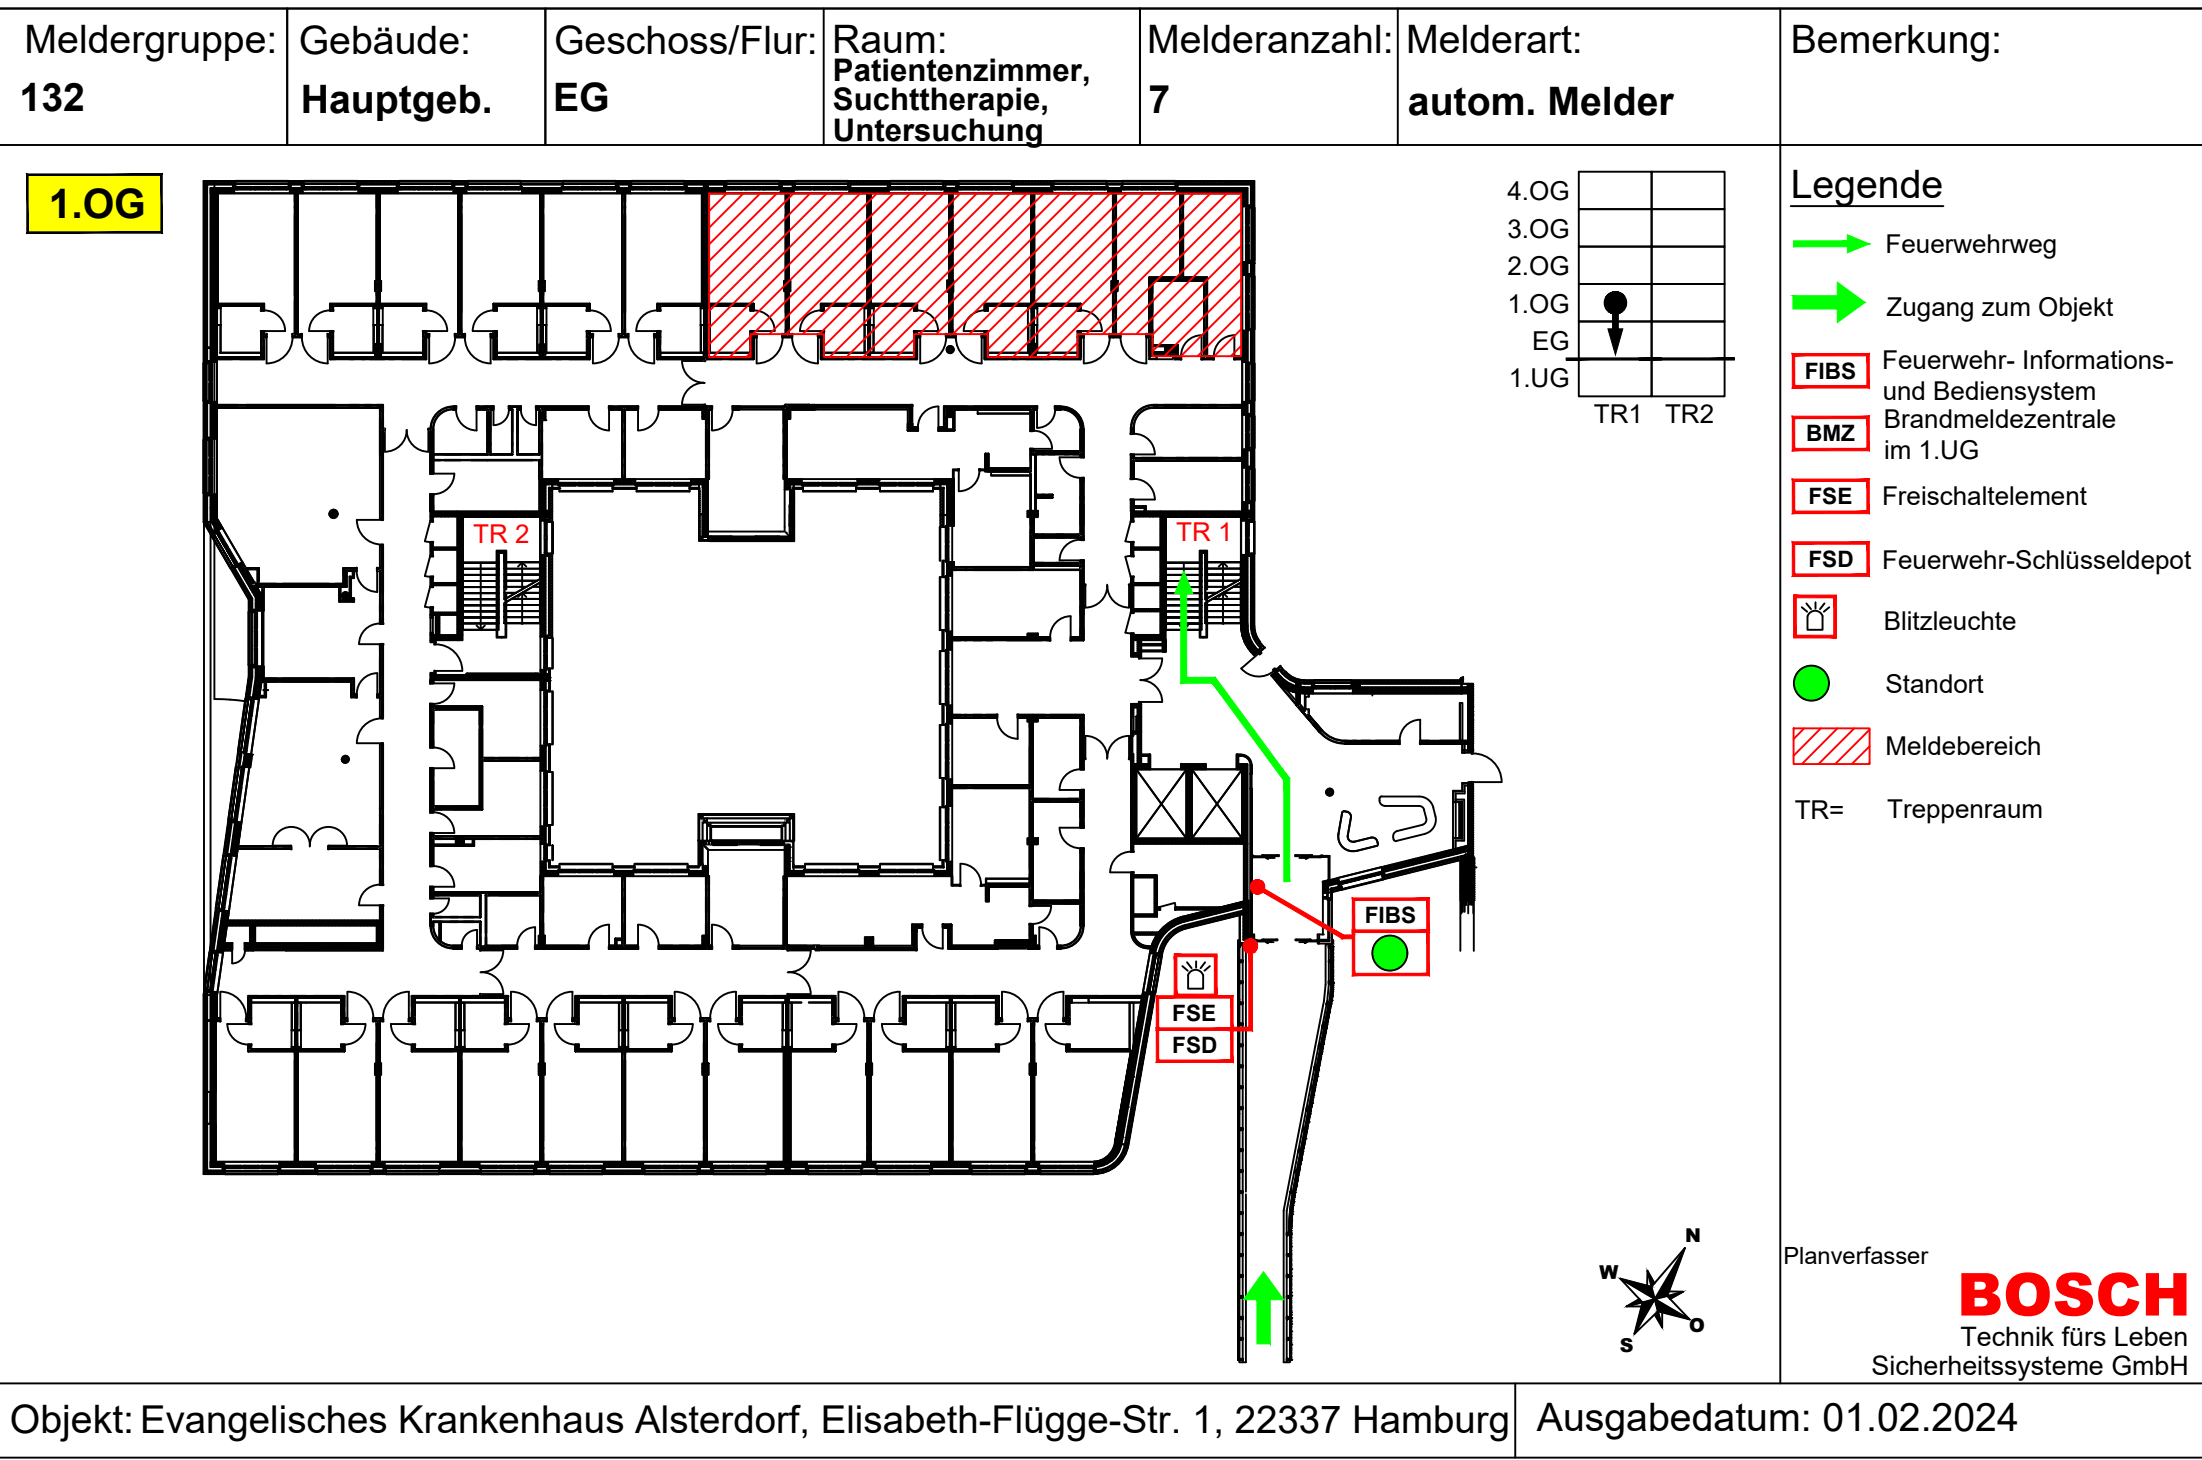 Meldergruppe:
132
Gebäude:
Hauptgeb.
Geschoss/Flur:
EG
Raum:
Patientenzimmer,
Suchttherapie,
Untersuchung
Melderanzahl:
7
Melderart:
autom. Melder
Bemerkung:
1.OG
4.OG
3.OG
2.OG
1.OG
EG
1.UG
TR1 TR2
TR 2
TR 1
FIBS
FSE
FSD
Legende
Feuerwehrweg
Zugang zum Objekt
FIBS
Feuerwehr- Informations-
und Bediensystem
BMZ
Brandmeldezentrale
im 1.UG
FSE
Freischaltelement
FSD
Feuerwehr-Schlüsseldepot
Blitzleuchte
Standort
Meldebereich
TR= Treppenraum
N
W
O
S
Planverfasser
BOSCH
Technik fürs Leben
Sicherheitssysteme GmbH
Objekt: Evangelisches Krankenhaus Alsterdorf, Elisabeth-Flügge-Str. 1, 22337 Hamburg
Ausgabedatum: 01.02.2024